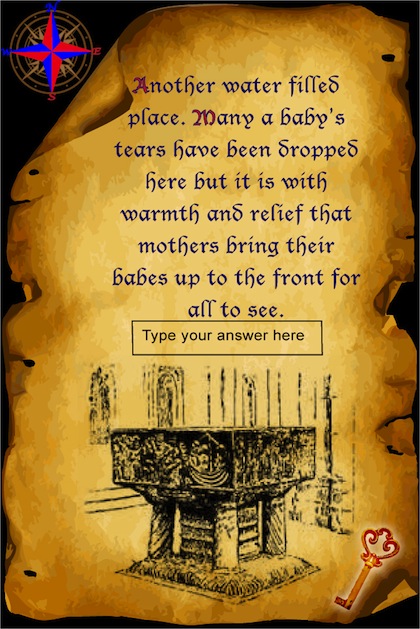 N
W E
S
Another water filled
place. Many a baby's
tears have been dropped
here but it is with
warmth and relief that
mothers bring their
babes up to the front for
all to see.
Type your answer here